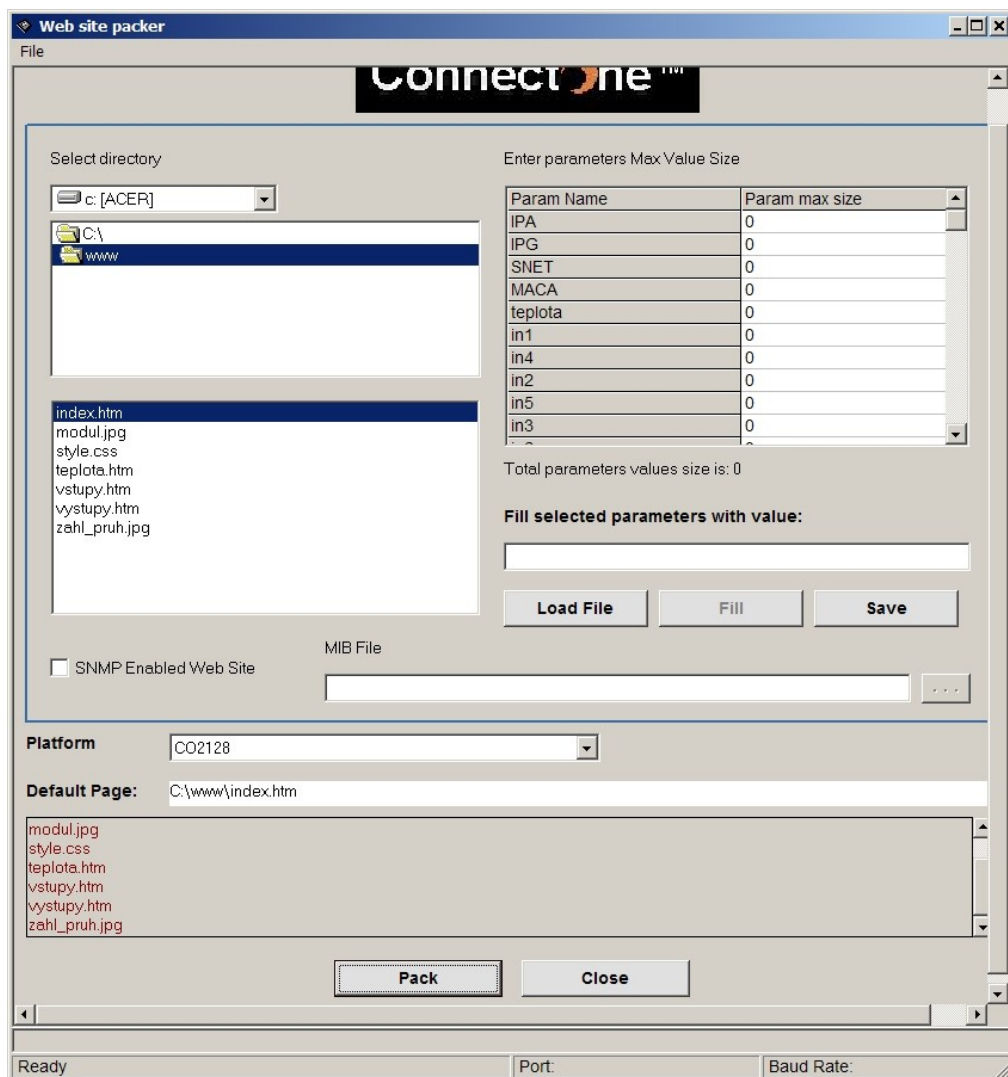 Web site packer
File
Connect One™
Select directory
c: [ACER]
C:\
www
index.htm
modul.jpg
style.css
teplota.htm
vstupy.htm
vystupy.htm
zahl_pruh.jpg
Enter parameters Max Value Size
Param Name Param max size
IPA 0
IPG 0
SNET 0
MACA 0
teplota 0
in1 0
in4 0
in2 0
in5 0
in3 0
Total parameters values size is: 0
Fill selected parameters with value:
Load File Fill Save
SNMP Enabled Web Site
MIB File
...
Platform CO2128
Default Page: C:\www\index.htm
modul.jpg
style.css
teplota.htm
vstupy.htm
vystupy.htm
zahl_pruh.jpg
Pack Close
Ready Port: Baud Rate: